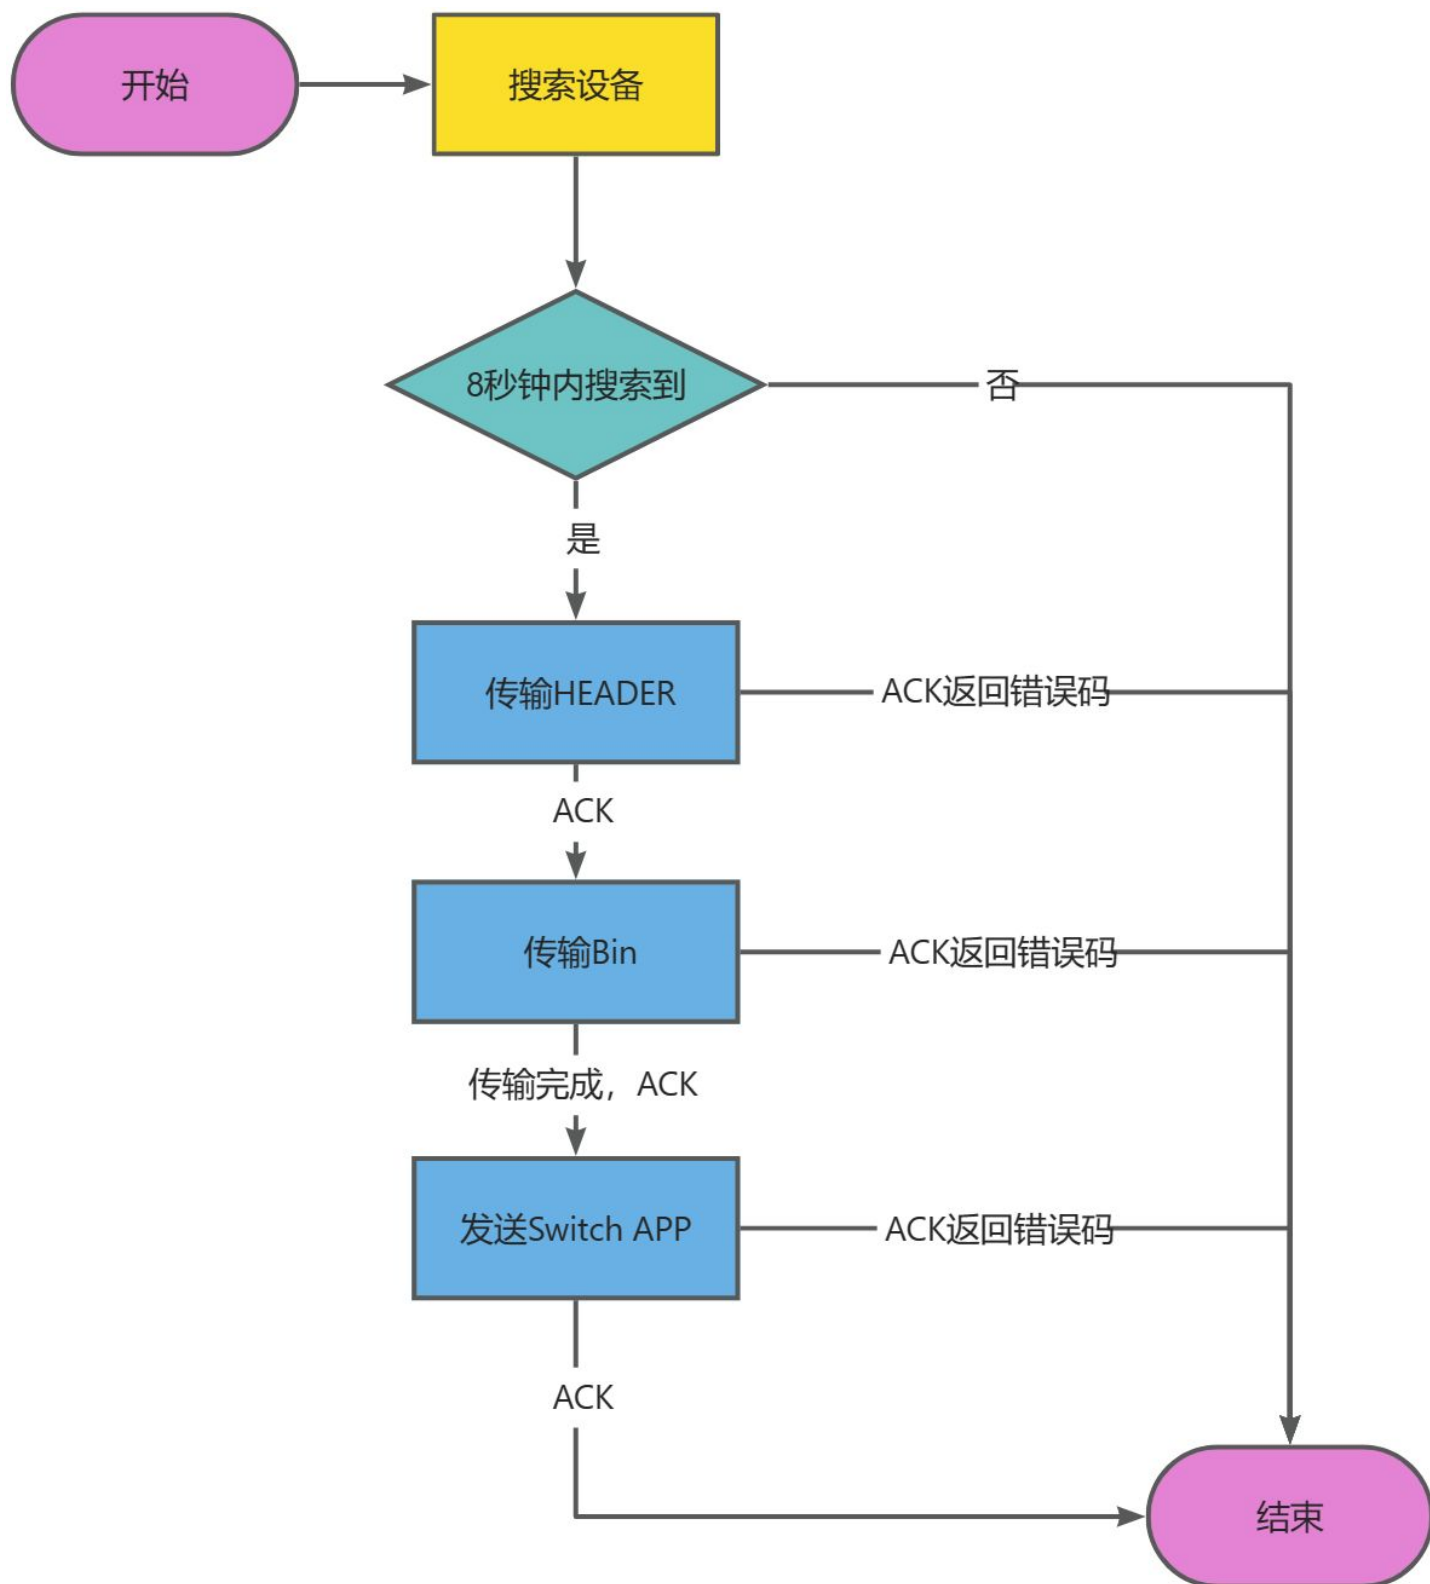 开始
搜索设备
8秒钟内搜索到
否
是
传输HEADER
ACK返回错误码
ACK
传输Bin
ACK返回错误码
传输完成，ACK
发送Switch APP
ACK返回错误码
ACK
结束